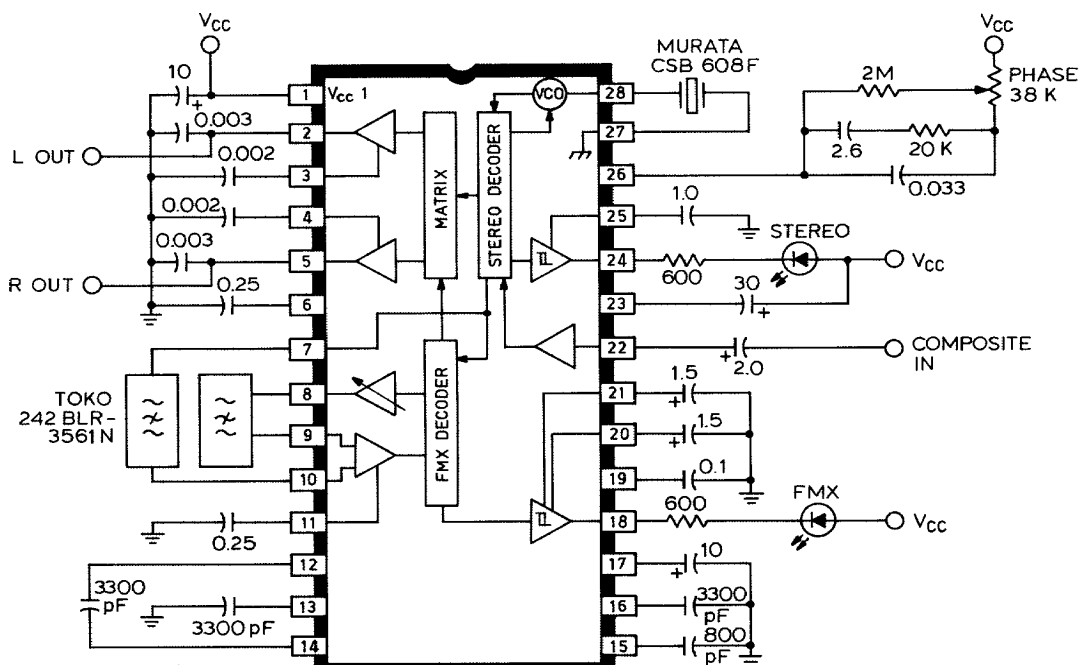 VCC
10
+
0.003
L OUT
0.002
0.002
0.003
R OUT
0.25
TOKO
242 BLR-
3561N
0.25
3300
pF
3300 pF
1
2
3
4
5
6
7
8
9
10
11
12
13
14
VCC 1
VCO
MATRIX
STEREO DECODER
FMX DECODER
28
27
26
25
24
23
22
21
20
19
18
17
16
15
MURATA
CSB 608F
VCC
2M
PHASE
38 K
2.6
20 K
0.033
1.0
STEREO
600
VCC
30
+
COMPOSITE
IN
+
2.0
1.5
+
1.5
+
0.1
FMX
600
VCC
10
+
3300
pF
800
pF